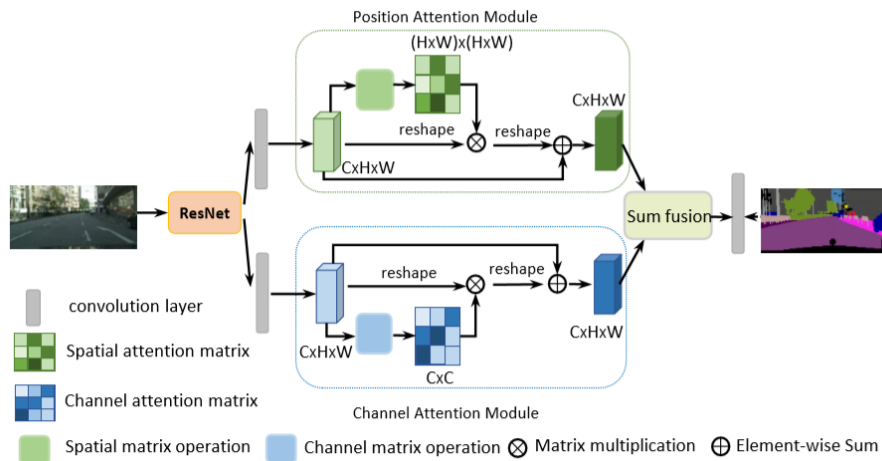 Position Attention Module
(HxW)x(HxW)
CxHxW
reshape
reshape
CxHxW
ResNet
Sum fusion
reshape
reshape
convolution layer
CxHxW
CxHxW
CxC
Spatial attention matrix
Channel attention matrix
Channel Attention Module
Spatial matrix operation
Channel matrix operation
Matrix multiplication
Element-wise Sum